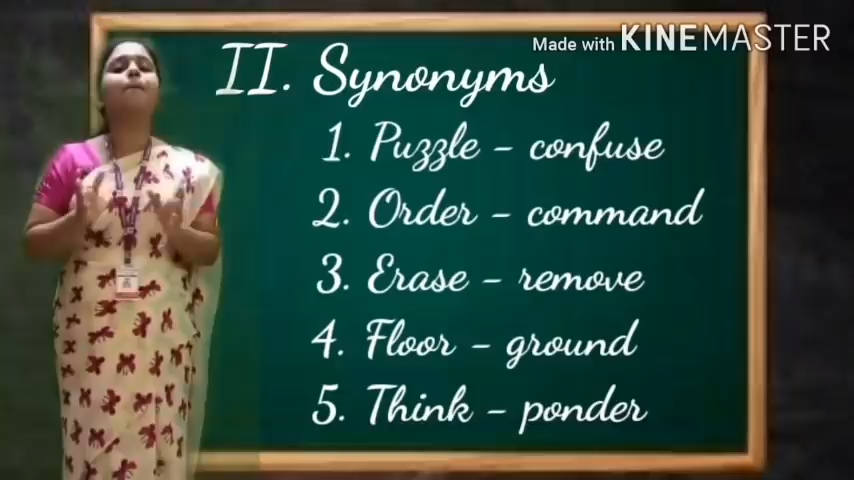 Made with KINEMASTER
II. Synonyms
1. Puzzle - confuse
2. Order - command
3. Erase - remove
4. Floor - ground
5. Think - ponder